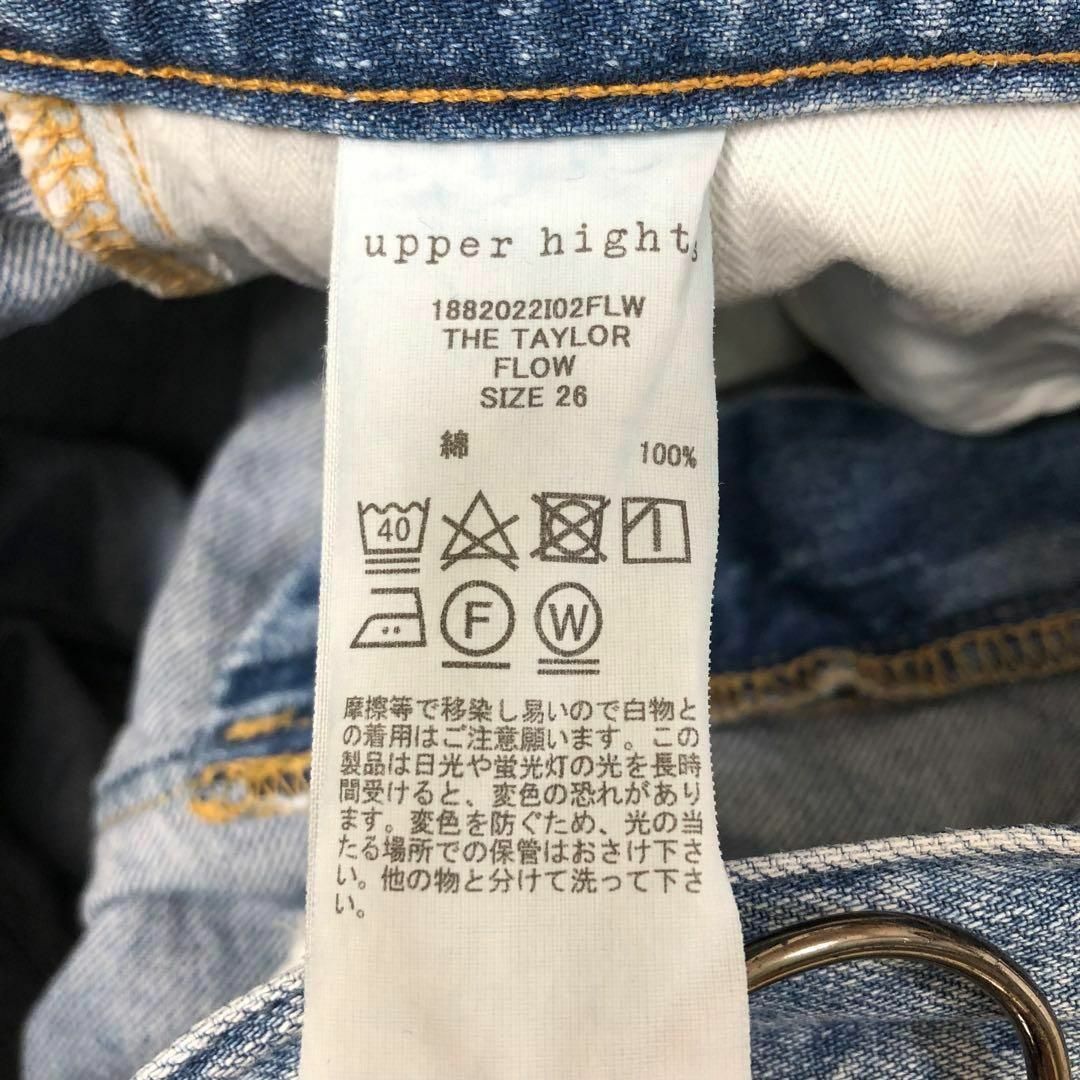 upper hights
1882022I02FLW
THE TAYLOR
FLOW
SIZE 26
綿 100%
40
F W
摩擦等で移染し易いので白物と
の着用はご注意願います。この
製品は日光や蛍光灯の光を長時
間受けると、変色の恐れがあり
ます。変色を防ぐため、光の当
たる場所での保管はおさけ下さ
い。他の物と分けて洗って下さ
い。